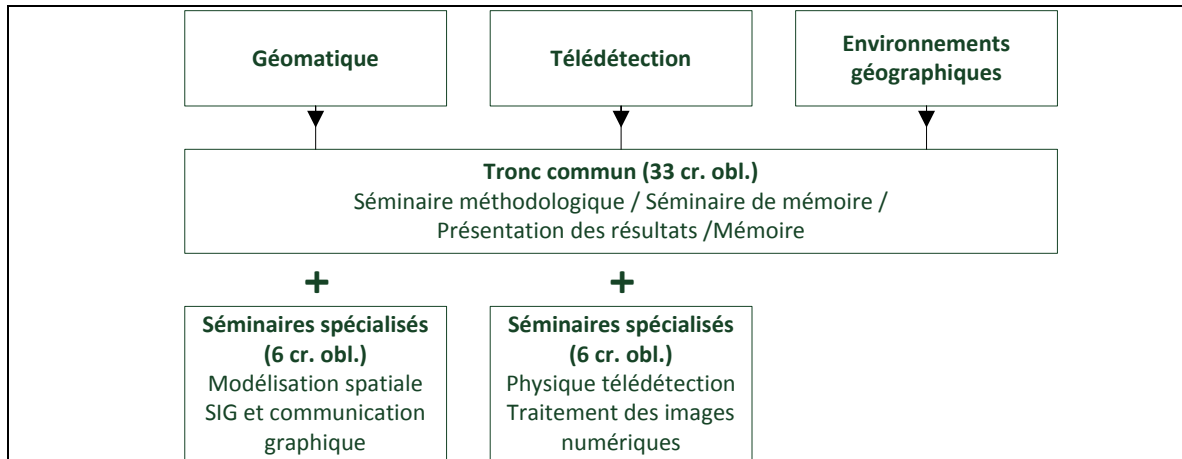 Géomatique
Télédétection
Environnements
géographiques
Tronc commun (33 cr. obl.)
Séminaire méthodologique / Séminaire de mémoire /
Présentation des résultats /Mémoire
+
+
Séminaires spécialisés
(6 cr. obl.)
Modélisation spatiale
SIG et communication
graphique
Séminaires spécialisés
(6 cr. obl.)
Physique télédétection
Traitement des images
numériques